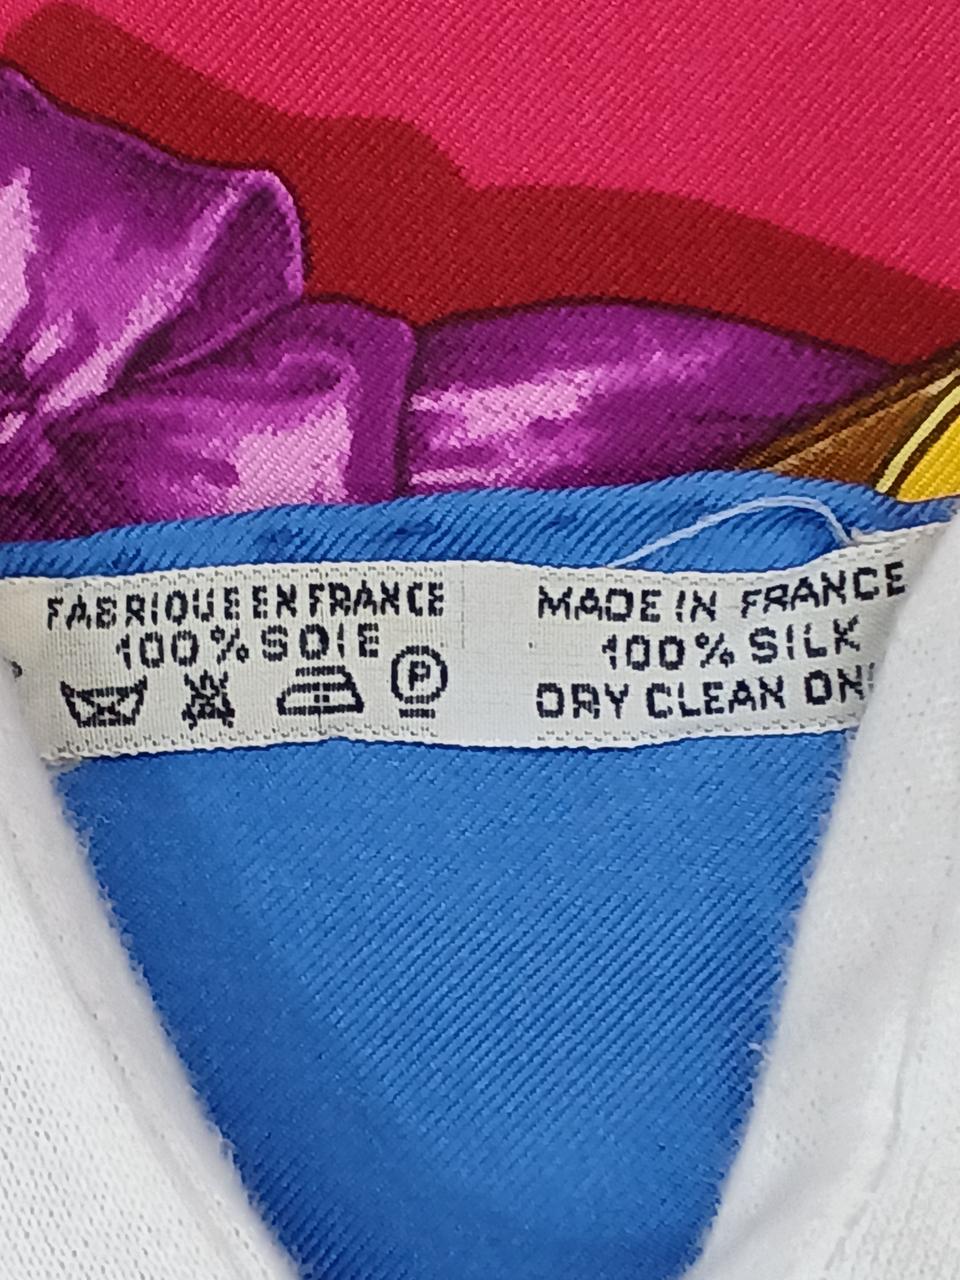 FABRIQUE EN FRANCE
100% SOIE
P
MADE IN FRANCE
100% SILK
DRY CLEAN